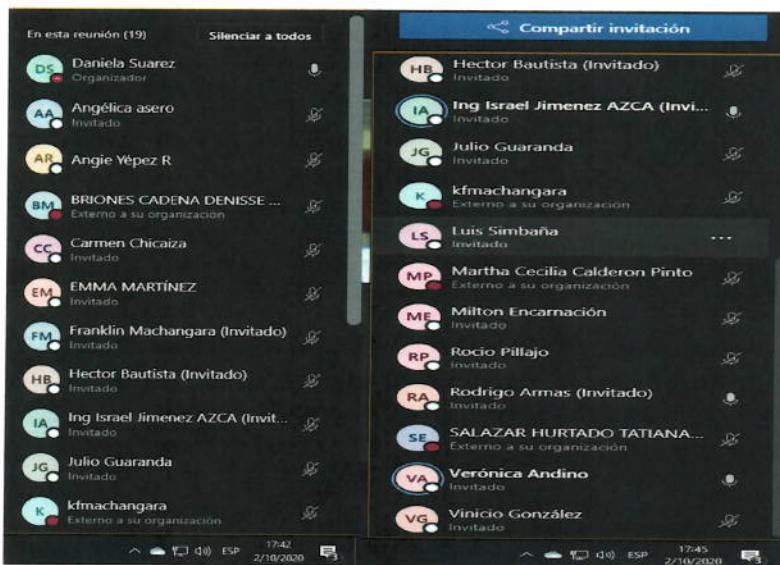 En esta reunión (19) Silenciar a todos
DS Daniela Suarez
Organizador
AA Angélica asero
Invitado
AR Angie Yépez R
BM BRIONES CADENA DENISSE ...
Externo a su organización
CC Carmen Chicaiza
Invitado
EM EMMA MARTÍNEZ
Invitado
FM Franklin Machangara (Invitado)
Invitado
HB Hector Bautista (Invitado)
Invitado
IA Ing Israel Jimenez AZCA (Invit...
Invitado
JG Julio Guaranda
Invitado
K kfmachangara
Externo a su organización
ESP 17:42
2/10/2020
3
Compartir invitación
HB Hector Bautista (Invitado)
Invitado
IA Ing Israel Jimenez AZCA (Invi...
Invitado
JG Julio Guaranda
Invitado
K kfmachangara
Externo a su organización
LS Luis Simbaña
Invitado
...
MP Martha Cecilia Calderon Pinto
Externo a su organización
ME Milton Encarnación
Invitado
RP Rocio Pillajo
Invitado
RA Rodrigo Armas (Invitado)
Invitado
SE SALAZAR HURTADO TATIANA...
Externo a su organización
VA Verónica Andino
Invitado
VG Vinicio González
Invitado
ESP 17:45
2/10/2020
3